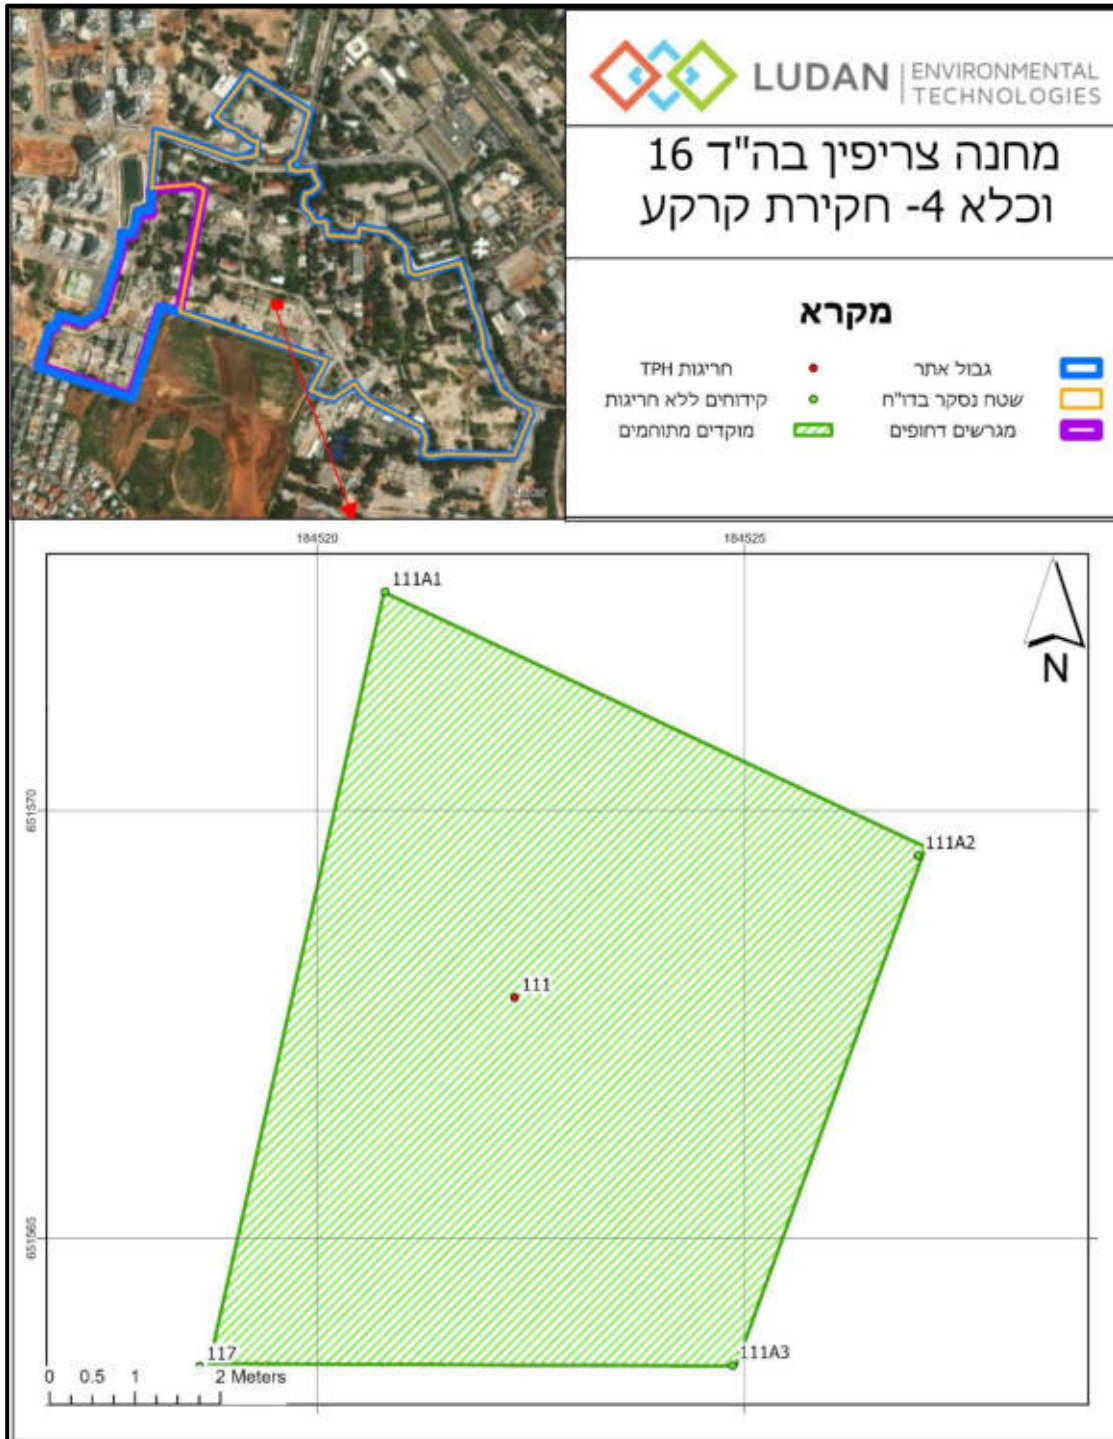 LUDAN | ENVIRONMENTAL
TECHNOLOGIES
מחנה צריפין בה"ד 16
וכלא 4- חקירת קרקע
מקרא
גבול אתר
שטח נסקר בדו"ח
מגרשים דחופים
חריגות TPH
קידוחים ללא חריגות
מוקדים מתוחמים
184520
184525
111A1
N
651570
111A2
111
651565
117
111A3
0 0.5 1 2 Meters